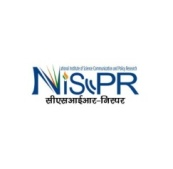 National Institute of Science Communication and Policy Research
NIScPR
सीएसआईआर-निस्पर